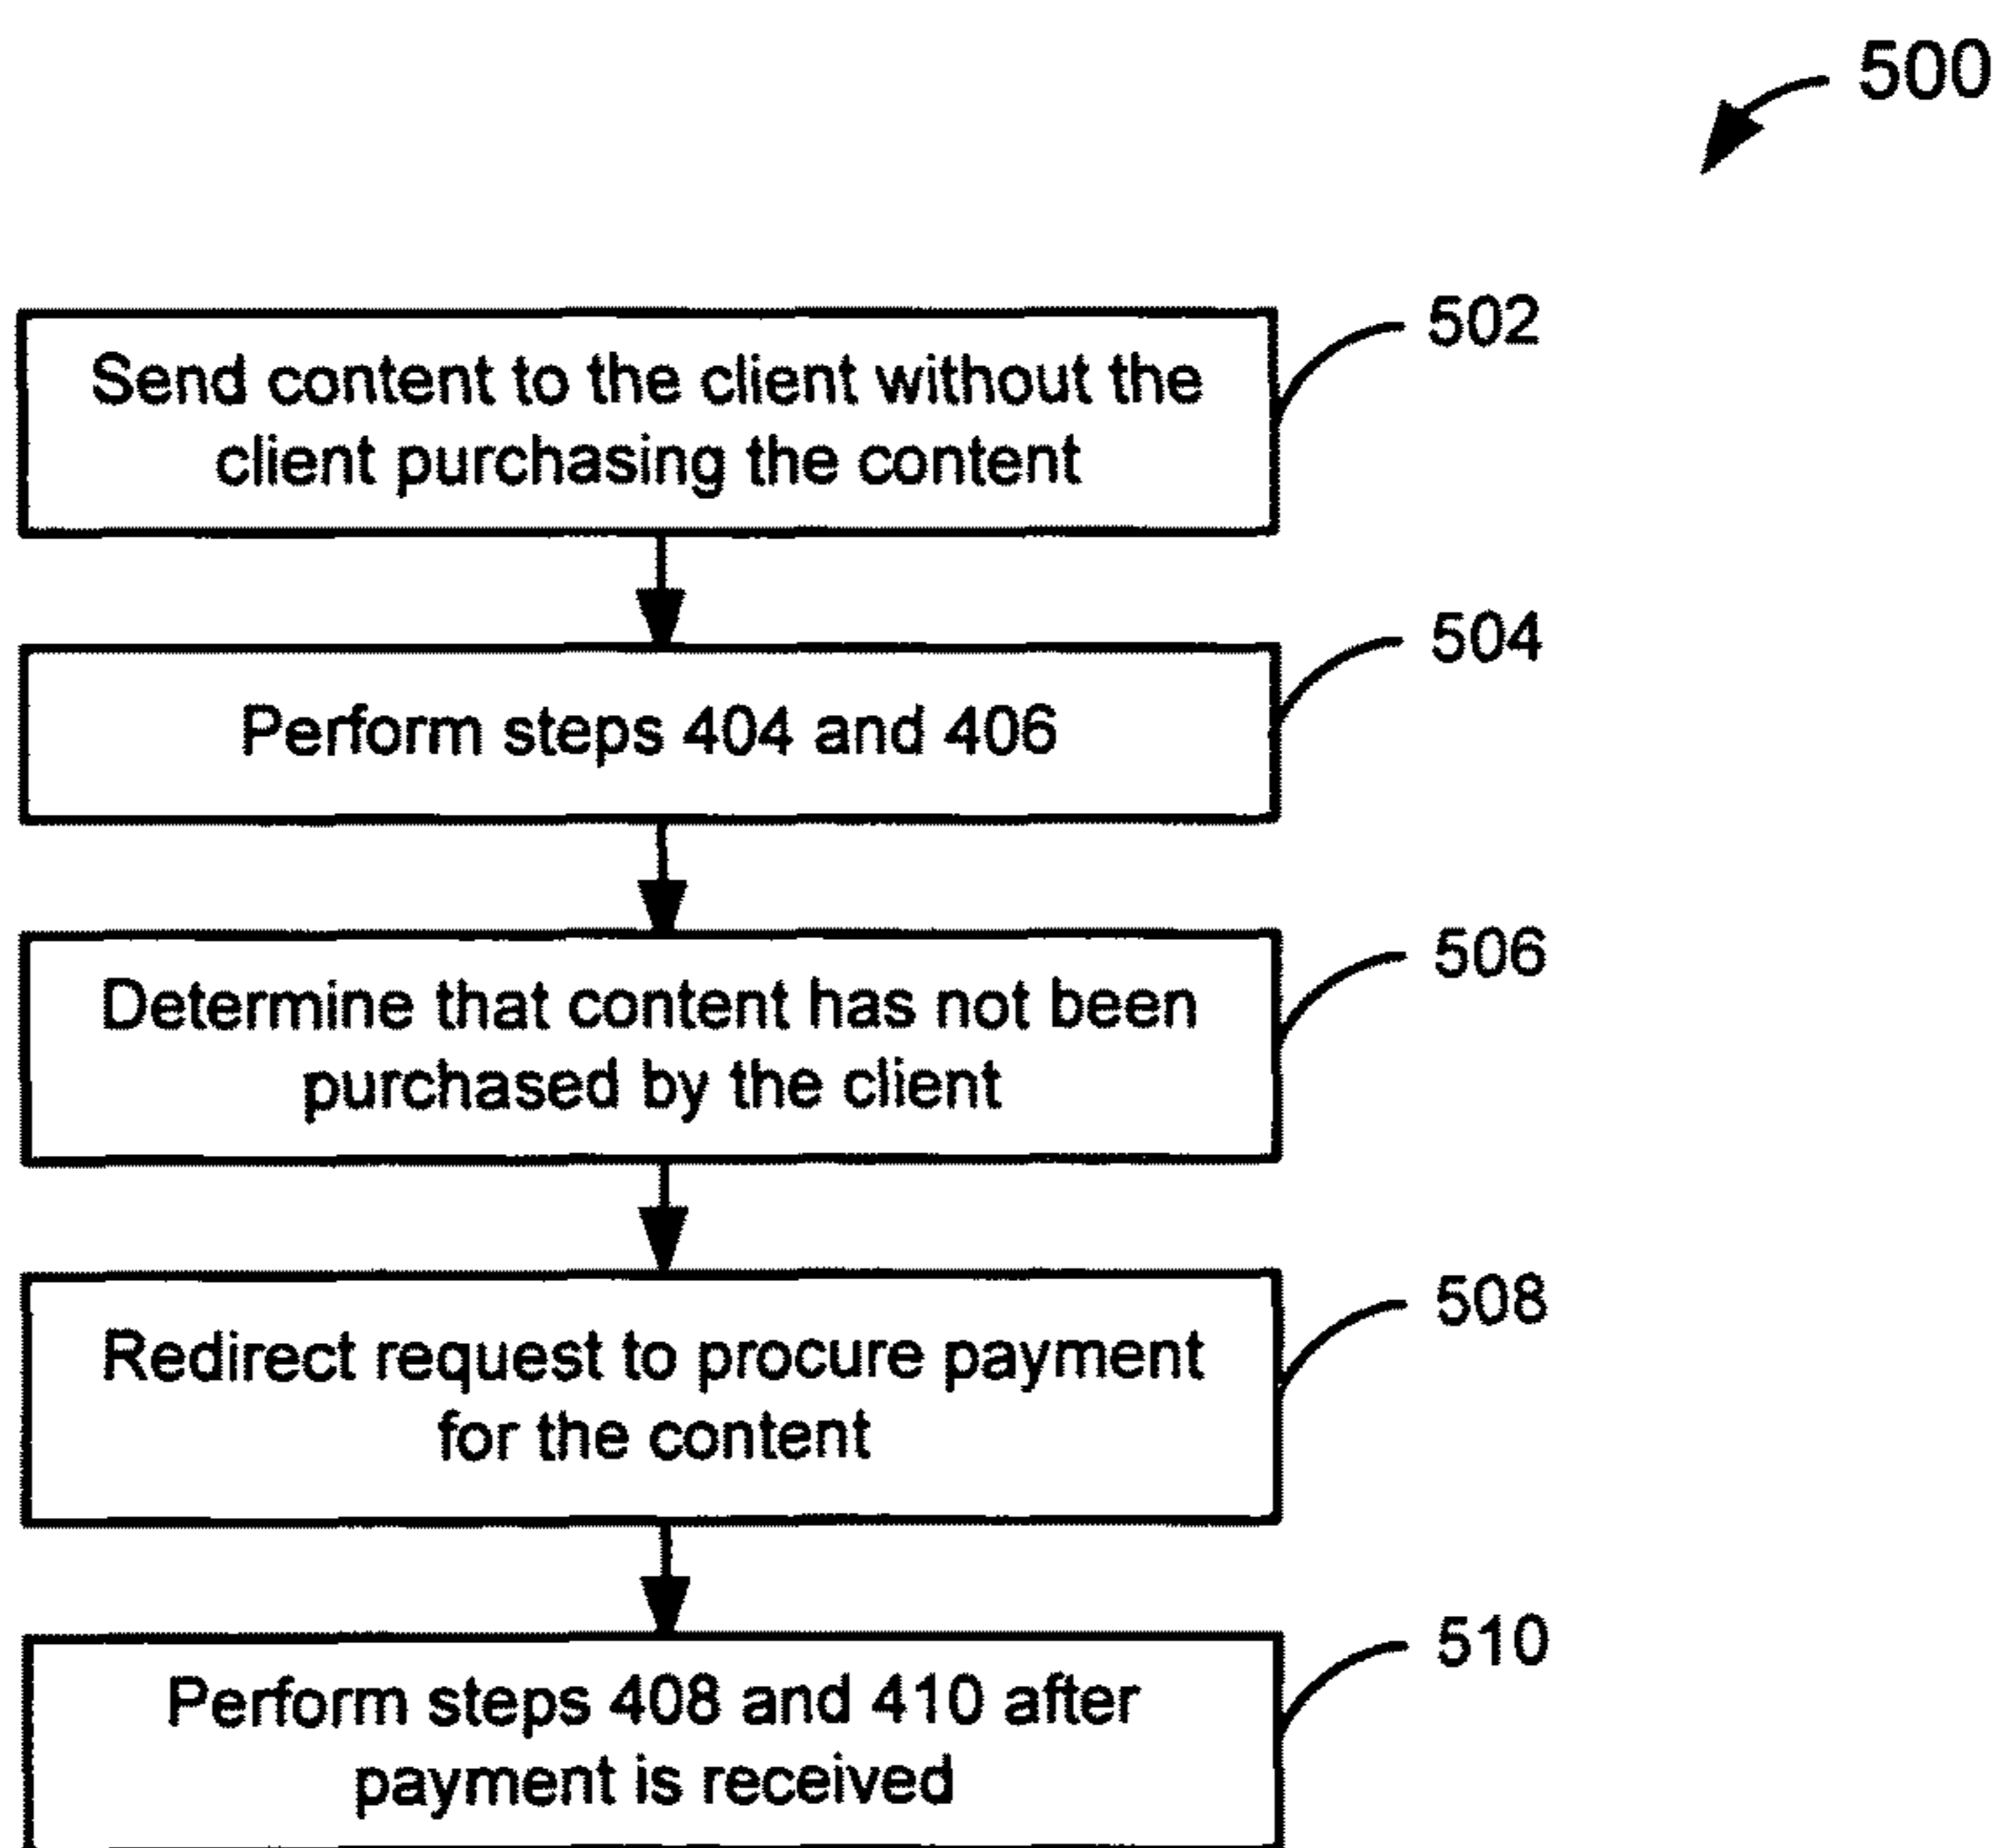 500
502
Send content to the client without the
client purchasing the content
504
Perform steps 404 and 406
506
Determine that content has not been
purchased by the client
508
Redirect request to procure payment
for the content
510
Perform steps 408 and 410 after
payment is received